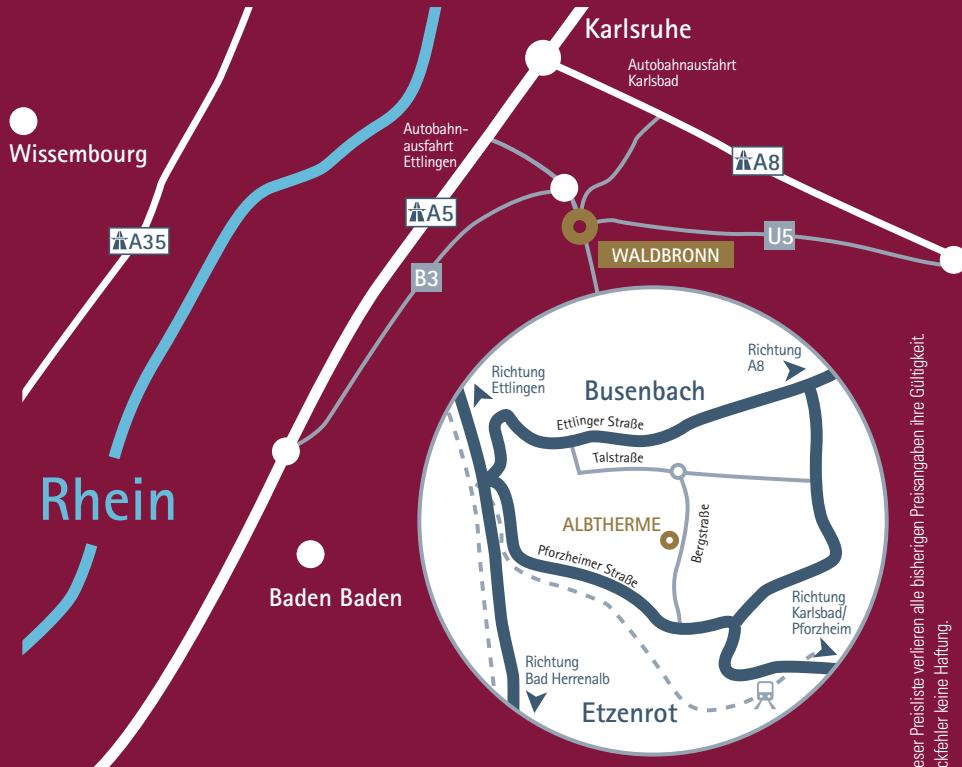 Karlsruhe
Autobahnausfahrt
Karlsbad
Wissembourg
Autobahn-
ausfahrt
Ettlingen
A8
A5
A35
U5
WALDBRONN
B3
Richtung
A8
Richtung
Ettlingen
Busenbach
Ettlinger Straße
Talstraße
Rhein
ALBTHERME
Bergstraße
Pforzheimer Straße
Baden Baden
Richtung
Karlsbad/
Pforzheim
Richtung
Bad Herrenalb
Etzenrot
eser Preisliste verlieren alle bisherigen Preisangaben ihre Gültigkeit.
ckfehler keine Haftung.